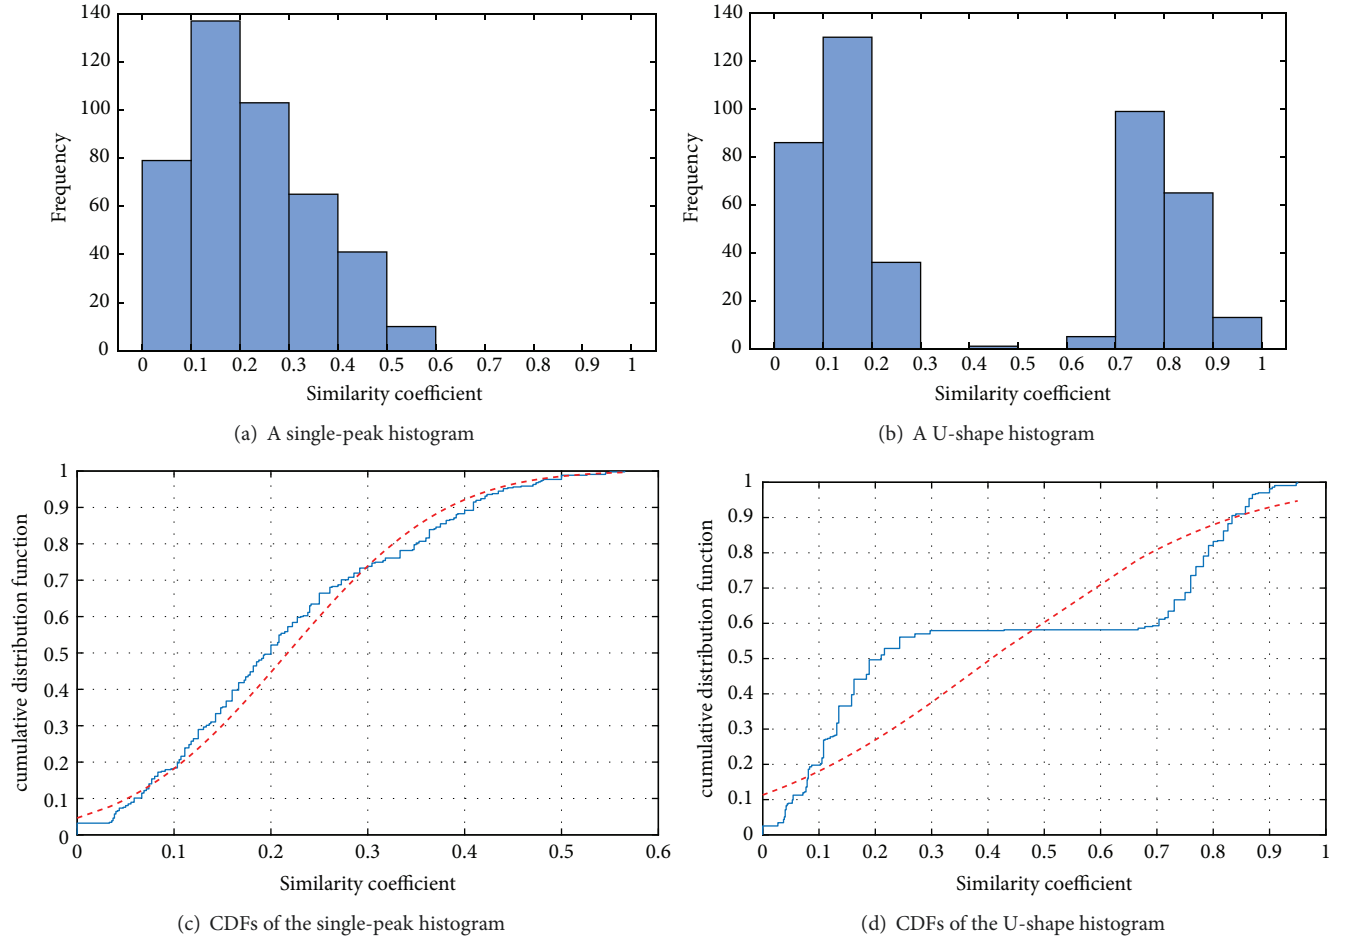 140
120
100
80
60
40
20
0
Frequency
0 0.1 0.2 0.3 0.4 0.5 0.6 0.7 0.8 0.9 1
Similarity coefficient
(a) A single-peak histogram
140
120
100
80
60
40
20
0
Frequency
0 0.1 0.2 0.3 0.4 0.5 0.6 0.7 0.8 0.9 1
Similarity coefficient
(b) A U-shape histogram
1
0.9
0.8
0.7
0.6
0.5
0.4
0.3
0.2
0.1
0
cumulative distribution function
0 0.1 0.2 0.3 0.4 0.5 0.6
Similarity coefficient
(c) CDFs of the single-peak histogram
1
0.9
0.8
0.7
0.6
0.5
0.4
0.3
0.2
0.1
0
cumulative distribution function
0 0.1 0.2 0.3 0.4 0.5 0.6 0.7 0.8 0.9 1
Similarity coefficient
(d) CDFs of the U-shape histogram